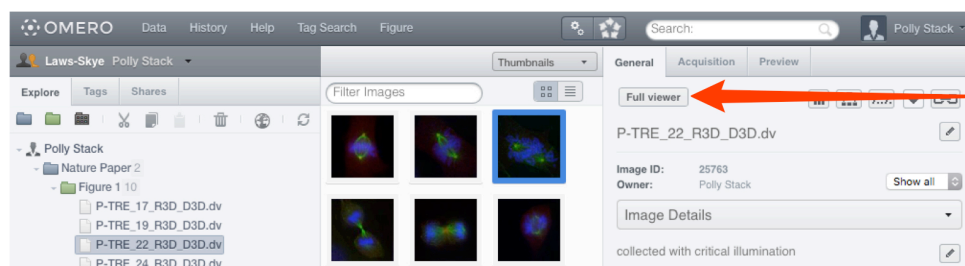 OMERO Data History Help Tag Search Figure Search: Polly Stack
Laws-Skye Polly Stack Thumbnails General Acquisition Preview
Explore Tags Shares Filter Images Full viewer
P-TRE_22_R3D_D3D.dv
Polly Stack
Nature Paper 2
Image ID: 25763
Owner: Polly Stack Show all
Figure 1 10
P-TRE_17_R3D_D3D.dv
Image Details
P-TRE_19_R3D_D3D.dv
P-TRE_22_R3D_D3D.dv
collected with critical illumination
P-TRE_24_R3D_D3D.dv